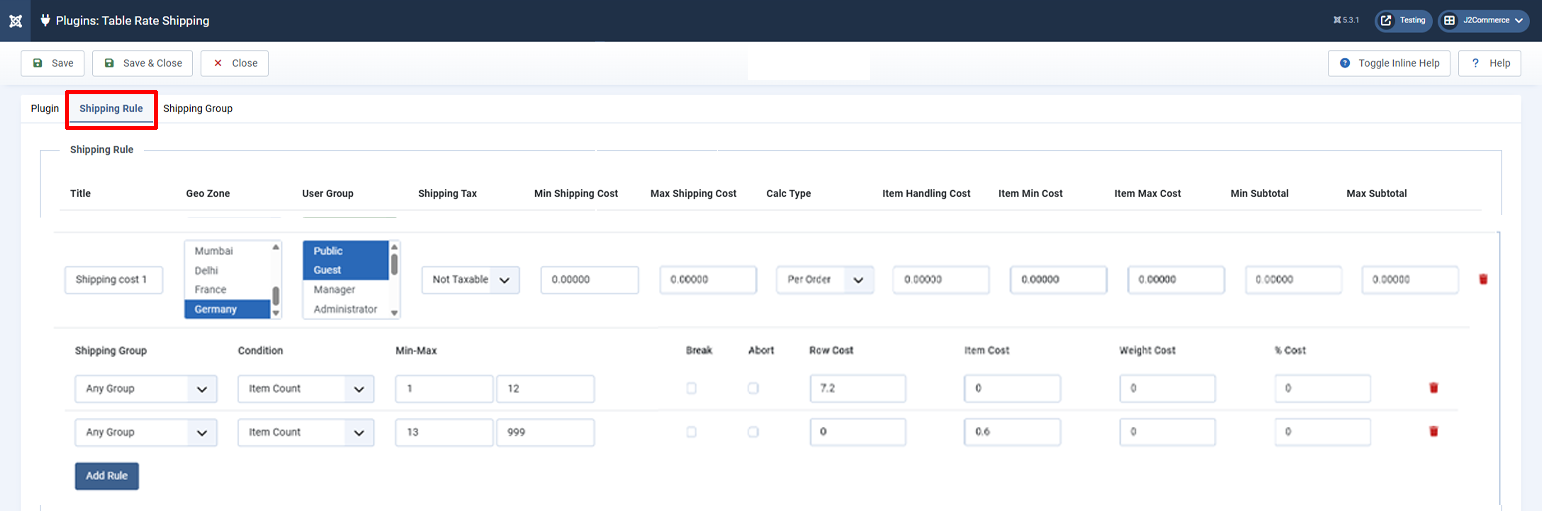 Plugins: Table Rate Shipping 5.3.1 Testing J2Commerce
Save Save & Close Close Toggle Inline Help Help
Plugin Shipping Rule Shipping Group
Shipping Rule
Title Geo Zone User Group Shipping Tax Min Shipping Cost Max Shipping Cost Calc Type Item Handling Cost Item Min Cost Item Max Cost Min Subtotal Max Subtotal
Mumbai Public
Delhi Guest
Shipping cost 1 Not Taxable 0.00000 0.00000 Per Order 0.00000 0.00000 0.00000 0.00000 0.00000
France Manager
Germany Administrator
Shipping Group Condition Min-Max Break Abort Row Cost Item Cost Weight Cost % Cost
Any Group Item Count 1 12 7.2 0 0 0
Any Group Item Count 13 999 0 0.6 0 0
Add Rule